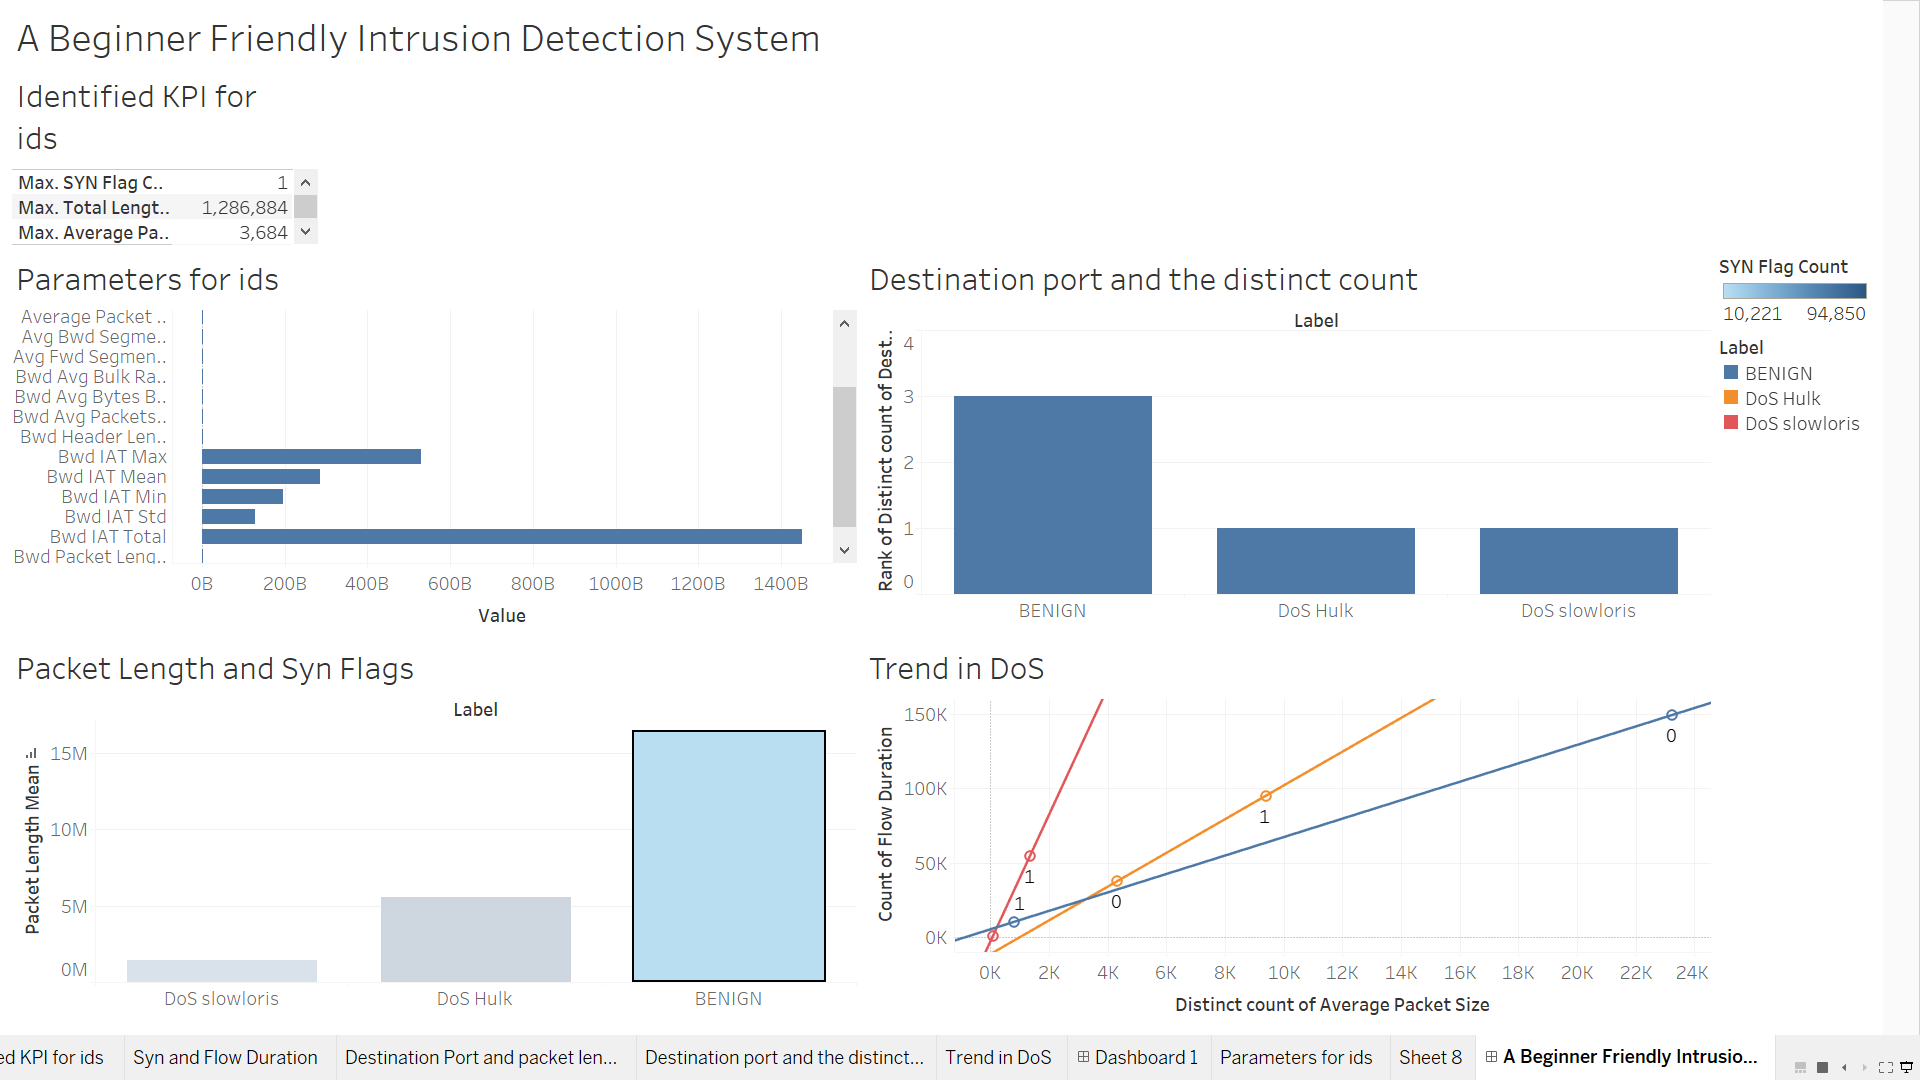 A Beginner Friendly Intrusion Detection System
Identified KPI for
ids
Max. SYN Flag C.. 1
Max. Total Lengt.. 1,286,884
Max. Average Pa.. 3,684
Parameters for ids
Average Packet ..
Avg Bwd Segme..
Avg Fwd Segmen..
Bwd Avg Bulk Ra..
Bwd Avg Bytes B..
Bwd Avg Packets..
Bwd Header Len..
Bwd IAT Max
Bwd IAT Mean
Bwd IAT Min
Bwd IAT Std
Bwd IAT Total
Bwd Packet Leng..
0B 200B 400B 600B 800B 1000B 1200B 1400B
Value
Destination port and the distinct count
Label
Rank of Distinct count of Dest..
4
3
2
1
0
BENIGN DoS Hulk DoS slowloris
SYN Flag Count
10,221 94,850
Label
BENIGN
DoS Hulk
DoS slowloris
Packet Length and Syn Flags
Label
Packet Length Mean
15M
10M
5M
0M
DoS slowloris DoS Hulk BENIGN
Trend in DoS
Count of Flow Duration
150K
100K
50K
0K
0
1
1
1
0
0K 2K 4K 6K 8K 10K 12K 14K 16K 18K 20K 22K 24K
Distinct count of Average Packet Size
ed KPI for ids Syn and Flow Duration Destination Port and packet len... Destination port and the distinct... Trend in DoS Dashboard 1 Parameters for ids Sheet 8 A Beginner Friendly Intrusio...